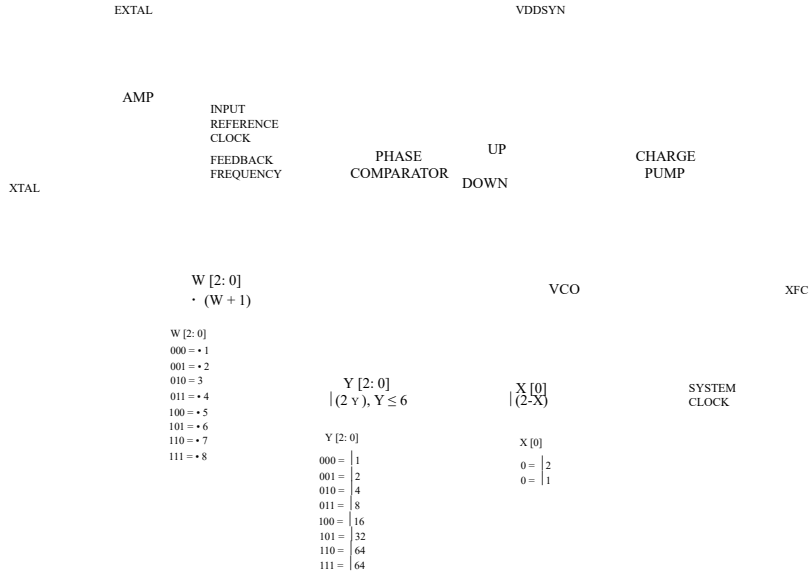 EXTAL
VDDSYN
AMP
INPUT
REFERENCE
CLOCK
FEEDBACK
FREQUENCY
PHASE
COMPARATOR
UP
DOWN
CHARGE
PUMP
XTAL
W [2: 0]
· (W + 1)
VCO
XFC
W [2: 0]
000 = • 1
001 = • 2
010 = 3
011 = • 4
100 = • 5
101 = • 6
110 = • 7
111 = • 8
Y [2: 0]
| (2 Y ), Y ≤ 6
X [0]
| (2-X)
SYSTEM
CLOCK
Y [2: 0]
000 = | 1
001 = | 2
010 = | 4
011 = | 8
100 = | 16
101 = | 32
110 = | 64
111 = | 64
X [0]
0 = | 2
0 = | 1